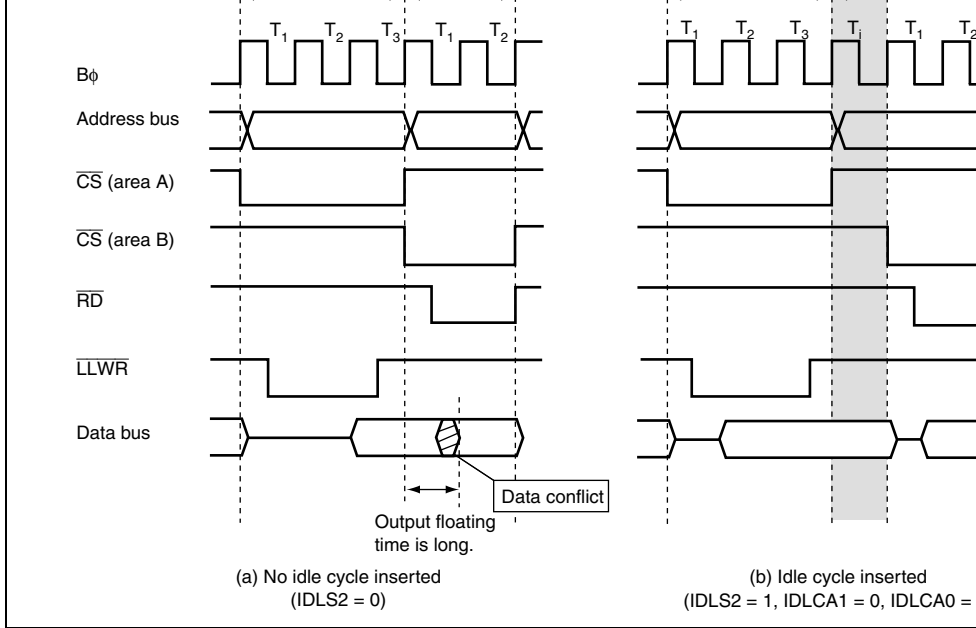 T1 T2 T3 T1 T2
T1 T2 T3 Ti T1 T2
Bφ
Address bus
CS (area A)
CS (area B)
RD
LLWR
Data bus
Data conflict
Output floating
time is long.
(a) No idle cycle inserted
(IDLS2 = 0)
(b) Idle cycle inserted
(IDLS2 = 1, IDLCA1 = 0, IDLCA0 =